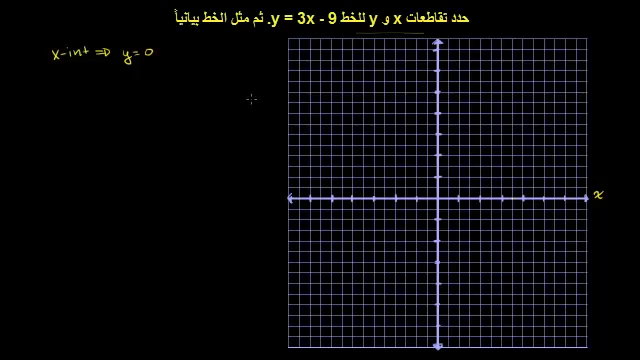 حدد تقاطعات x و y للخط y = 3x - 9. ثم مثل الخط بيانياً
x-int ⇒ y=0
x